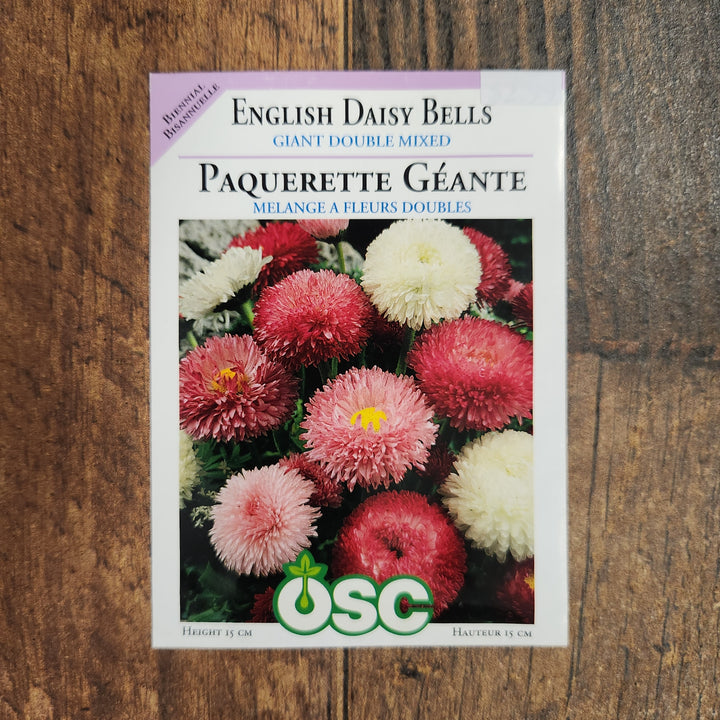 BIENNIAL
BISANNUELLE
ENGLISH DAISY BELLS
GIANT DOUBLE MIXED
PAQUERETTE GÉANTE
MELANGE A FLEURS DOUBLES
OSC
HEIGHT 15 CM
HAUTEUR 15 CM